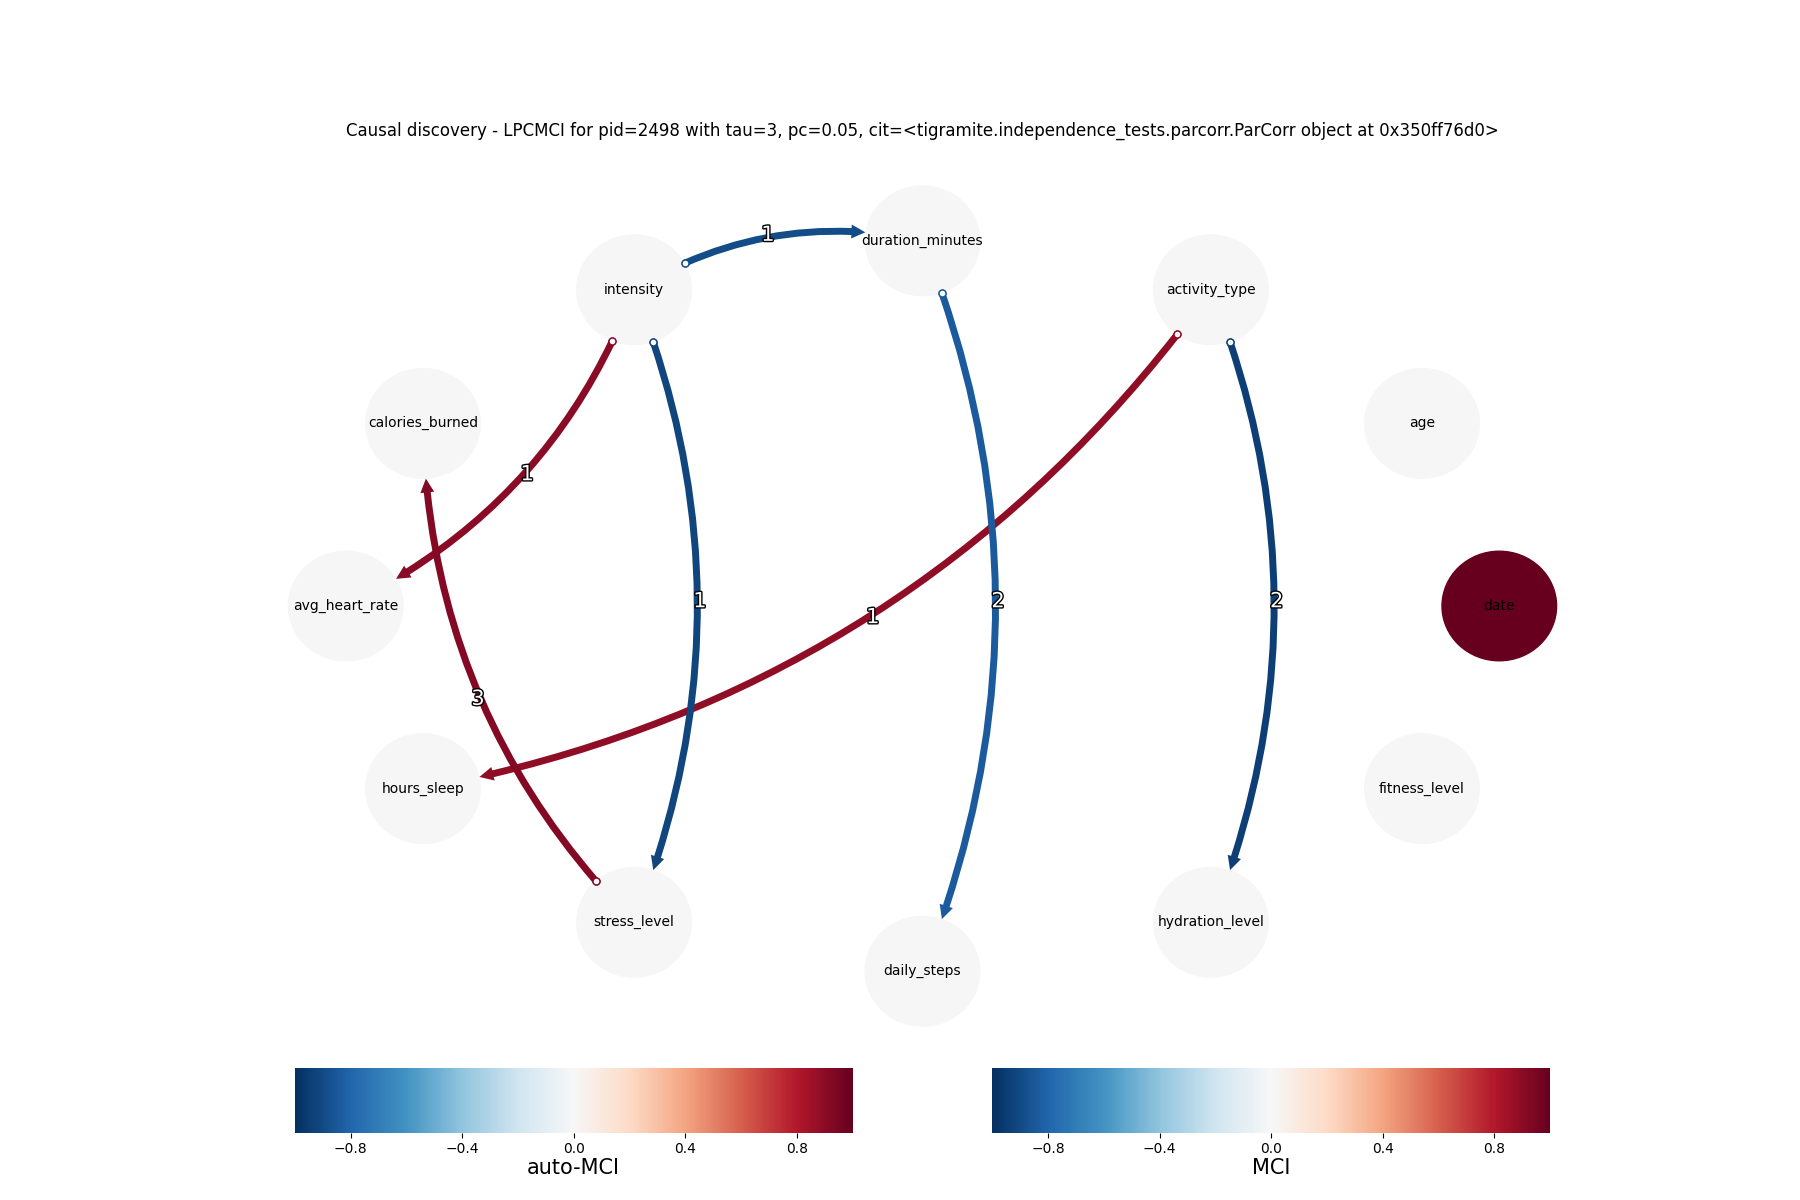 Causal discovery - LPCMCI for pid=2498 with tau=3, pc=0.05, cit=<tigramite.independence_tests.parcorr.ParCorr object at 0x350ff76d0>
1
duration_minutes
intensity
activity_type
calories_burned
age
1
avg_heart_rate
1
2
2
date
1
3
hours_sleep
fitness_level
stress_level
hydration_level
daily_steps
−0.8 −0.4 0.0 0.4 0.8
auto-MCI
−0.8 −0.4 0.0 0.4 0.8
MCI